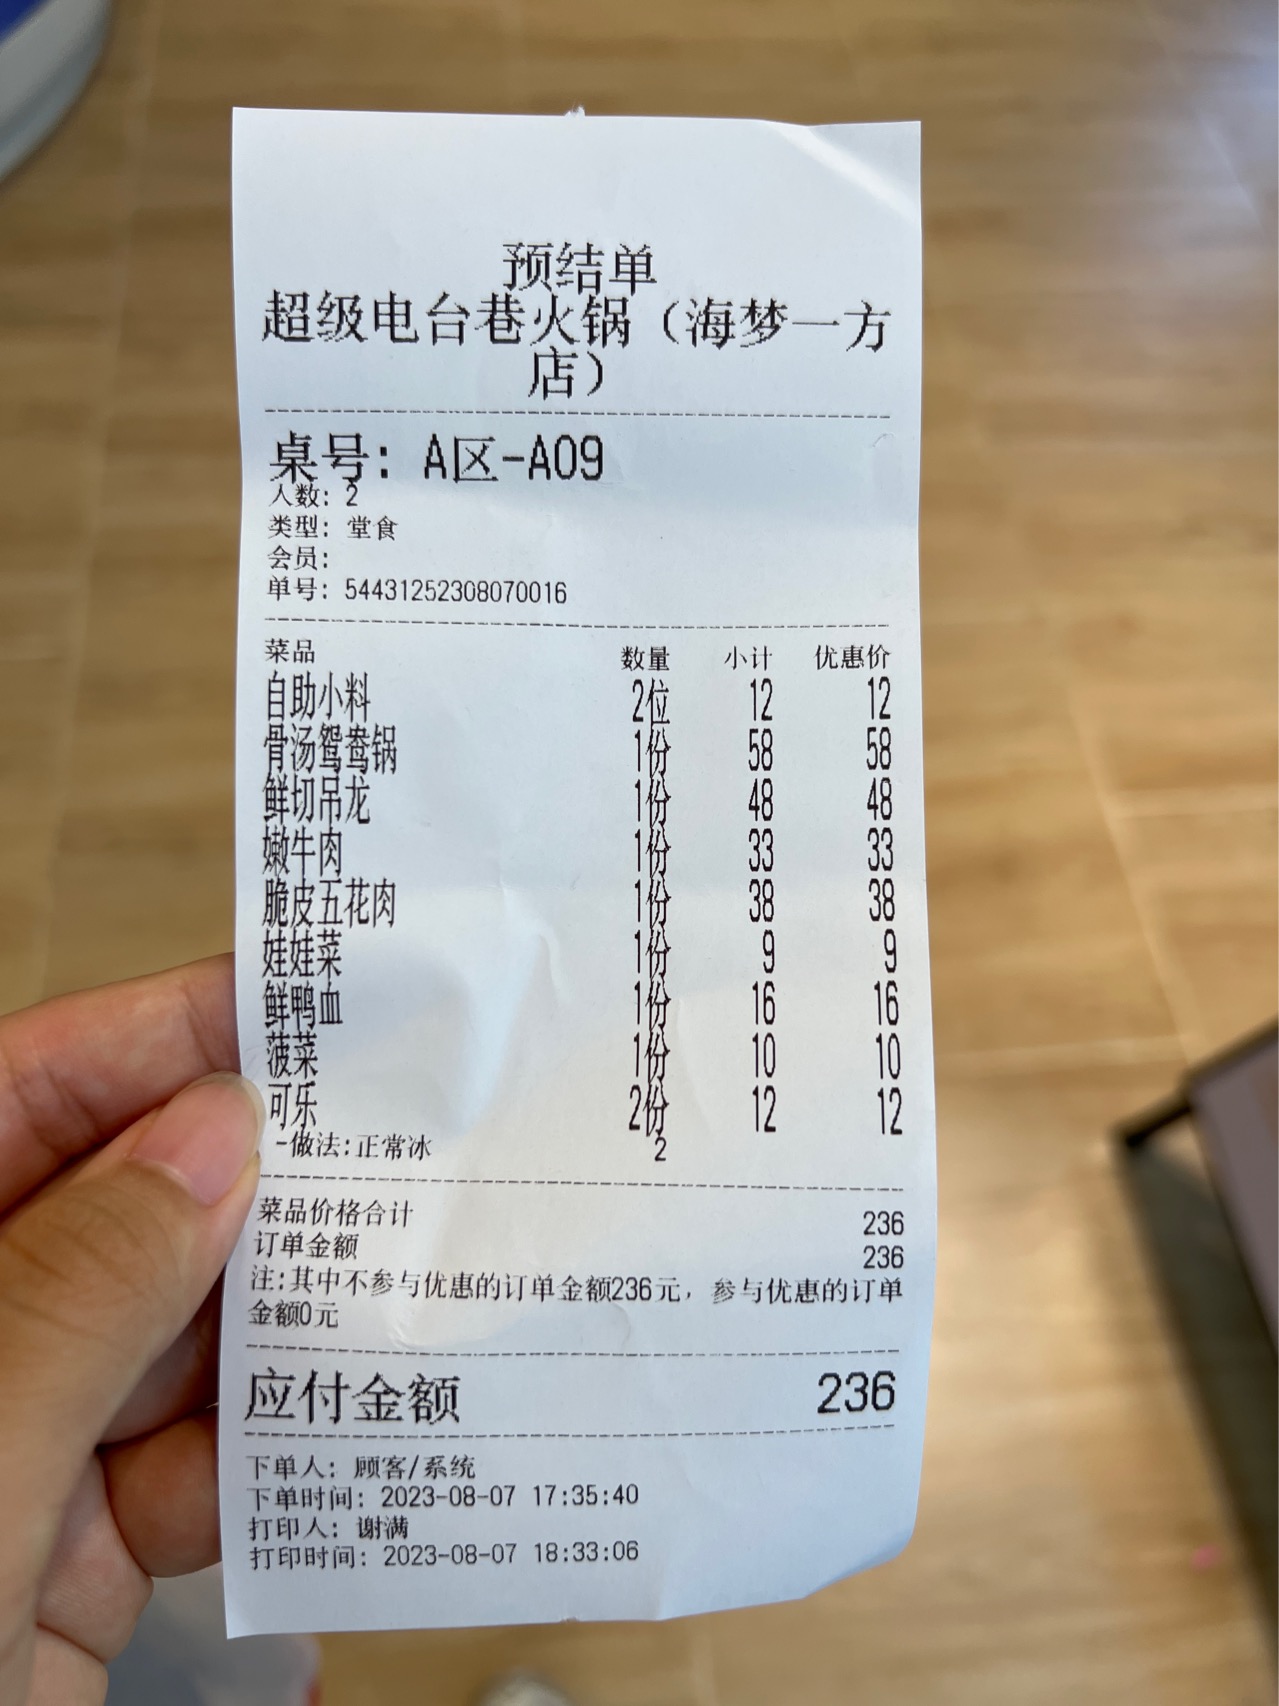 预结单
超级电台巷火锅（海梦一方
店）
桌号: A区-A09
人数: 2
类型: 堂食
会员:
单号: 54431252308070016
菜品 数量 小计 优惠价
自助小料 2位 12 12
骨汤鸳鸯锅 1份 58 58
鲜切吊龙 1份 48 48
嫩牛肉 1份 33 33
脆皮五花肉 1份 38 38
娃娃菜 1份 9 9
鲜鸭血 1份 16 16
菠菜 1份 10 10
可乐 2份 12 12
-做法:正常冰 2
菜品价格合计 236
订单金额 236
注:其中不参与优惠的订单金额236元，参与优惠的订单
金额0元
应付金额 236
下单人: 顾客/系统
下单时间: 2023-08-07 17:35:40
打印人: 谢满
打印时间: 2023-08-07 18:33:06